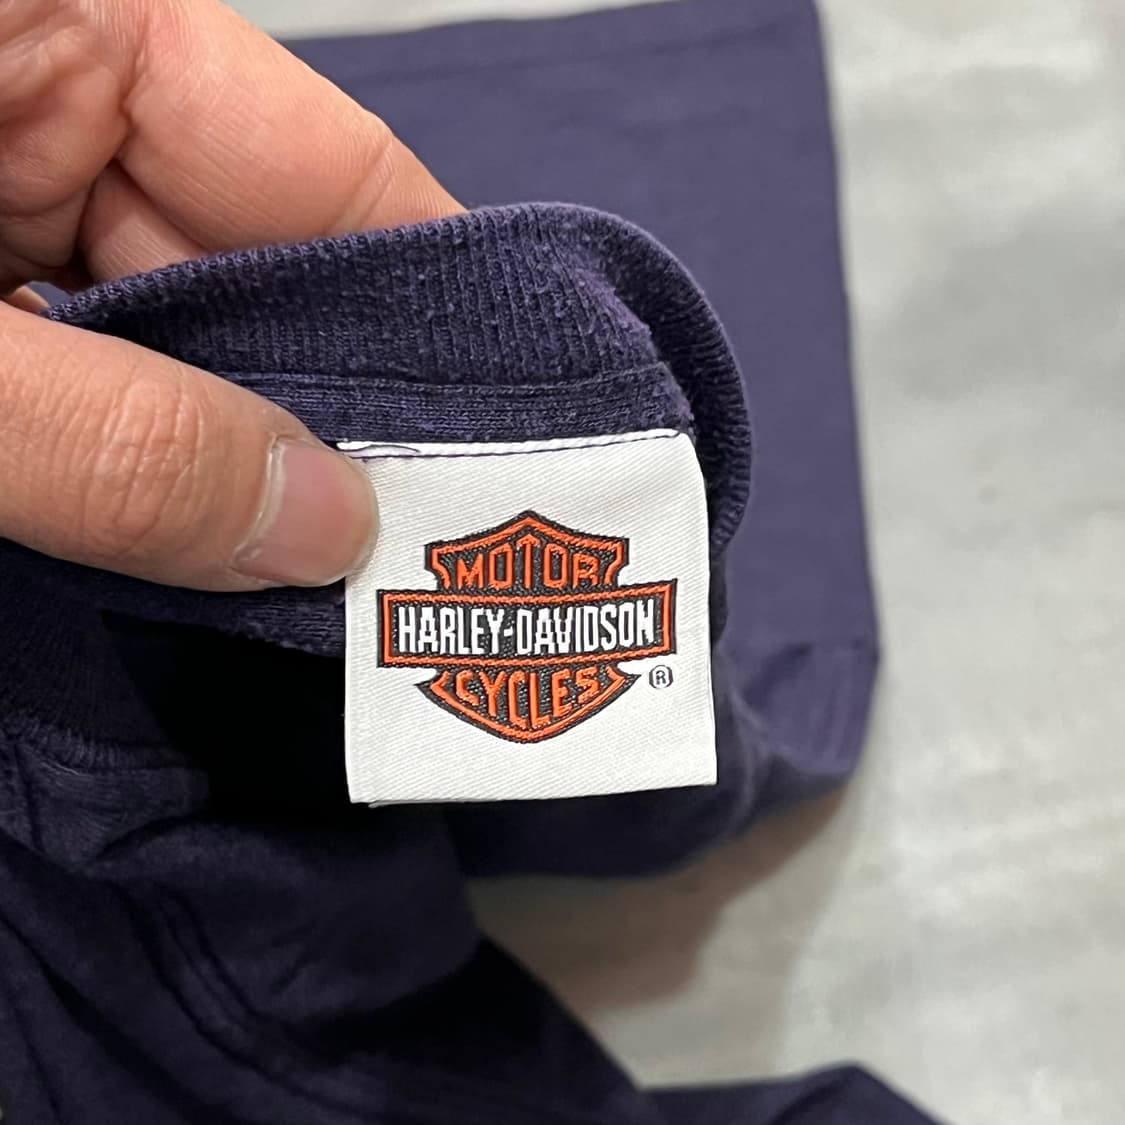 MOTOR
HARLEY-DAVIDSON
CYCLES
®